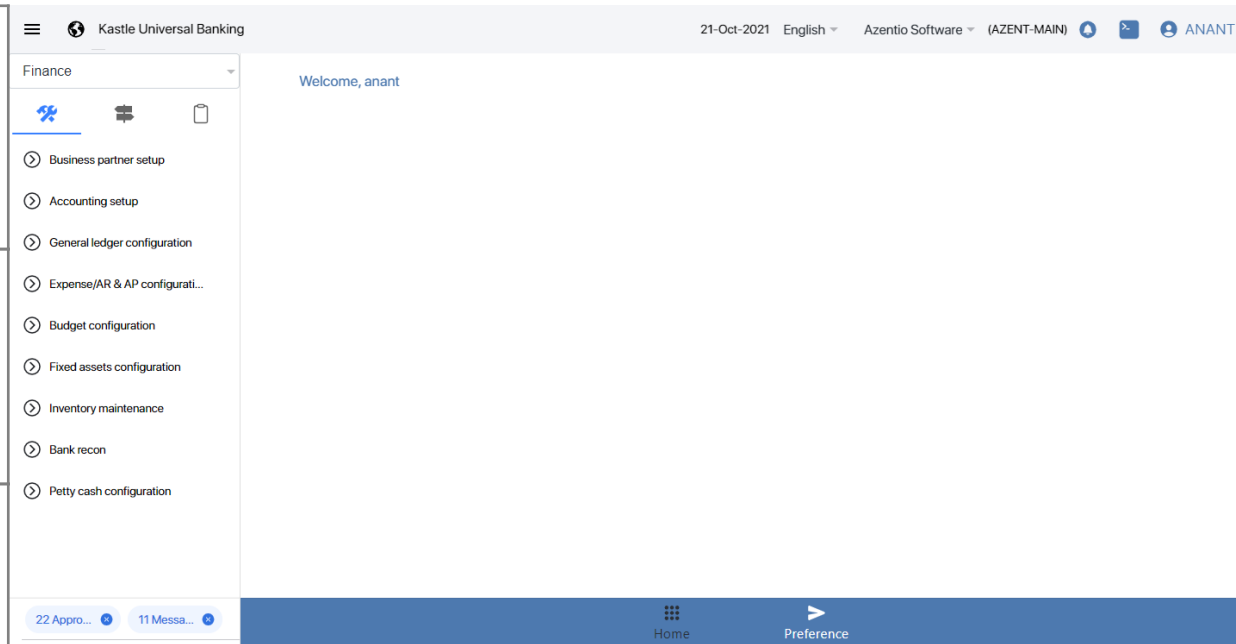 Kastle Universal Banking
21-Oct-2021 English Azentio Software (AZENT-MAIN) ANANT
Finance
Welcome, anant
Business partner setup
Accounting setup
General ledger configuration
Expense/AR & AP configurati...
Budget configuration
Fixed assets configuration
Inventory maintenance
Bank recon
Petty cash configuration
22 Appro... 11 Messa...
Home Preference